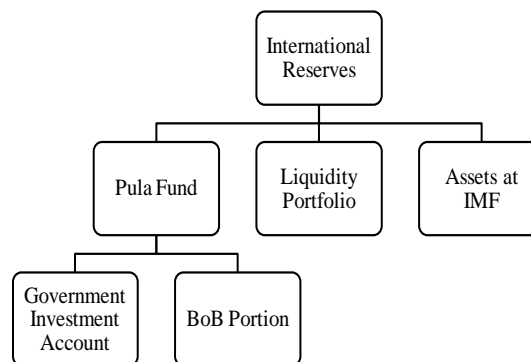 International
Reserves
Pula Fund
Liquidity
Portfolio
Assets at
IMF
Government
Investment
Account
BoB Portion